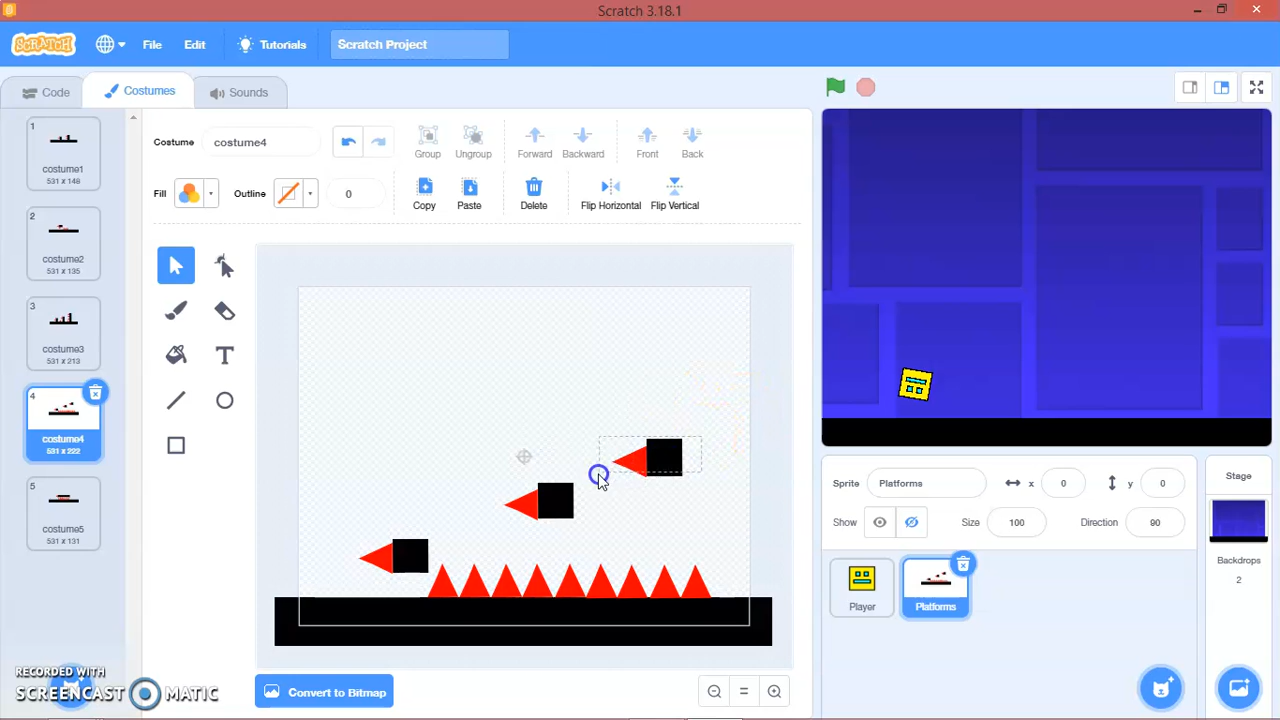 Scratch 3.18.1
SCRATCH
File
Edit
Tutorials
Scratch Project
Code
Costumes
Sounds
1
costume1
531 x 148
2
costume2
531 x 135
3
costume3
531 x 213
4
costume4
531 x 222
5
costume5
531 x 131
Costume
costume4
Group
Ungroup
Forward
Backward
Front
Back
Fill
Outline
0
Copy
Paste
Delete
Flip Horizontal
Flip Vertical
T
Convert to Bitmap
Sprite
Platforms
x
0
y
0
Show
Size
100
Direction
90
Player
Platforms
Stage
Backdrops
2
RECORDED WITH
SCREENCAST MATIC